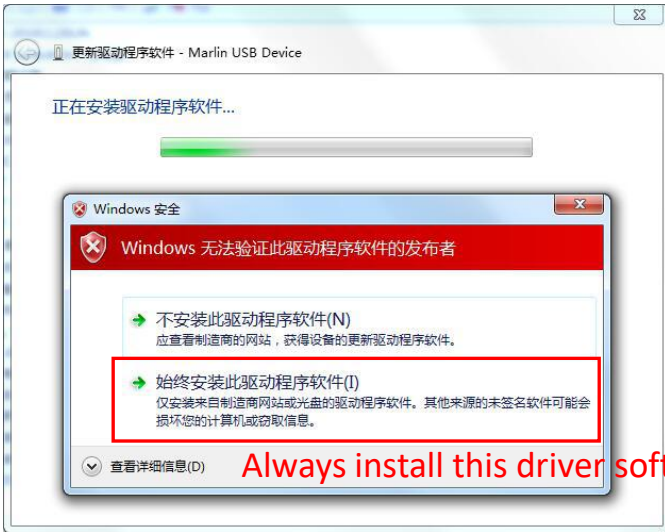 更新驱动程序软件 - Marlin USB Device
正在安装驱动程序软件...
Windows 安全
Windows 无法验证此驱动程序软件的发布者
不安装此驱动程序软件(N)
应查看制造商的网站，获得设备的更新驱动程序软件。
始终安装此驱动程序软件(I)
仅安装来自制造商网站或光盘的驱动程序软件。其他来源的未签名软件可能会
损坏您的计算机或窃取信息。
查看详细信息(D)
Always install this driver soft